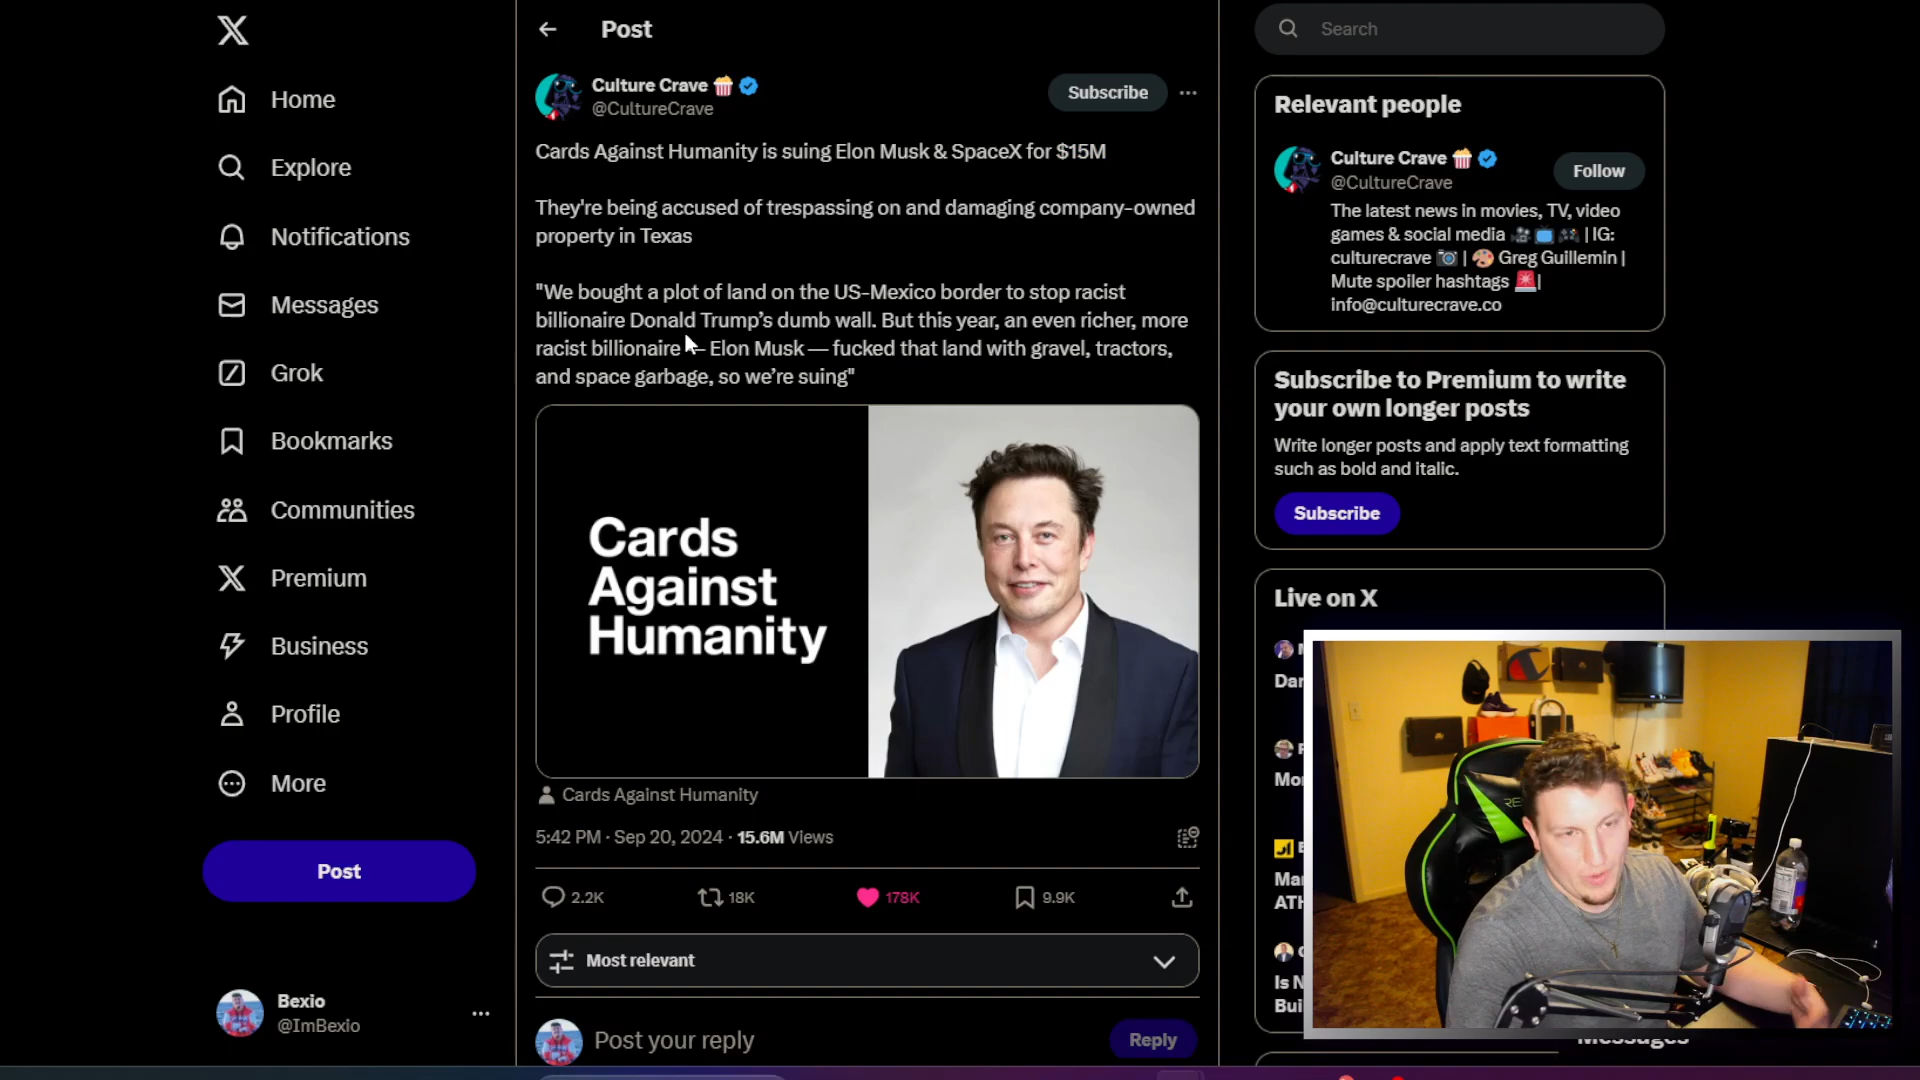 Home
Explore
Notifications
Messages
Grok
Bookmarks
Communities
Premium
Business
Profile
More
Post
Bexio
@ImBexio
Post
Culture Crave
@CultureCrave
Subscribe
Cards Against Humanity is suing Elon Musk & SpaceX for $15M
They're being accused of trespassing on and damaging company-owned
property in Texas
"We bought a plot of land on the US-Mexico border to stop racist
billionaire Donald Trump's dumb wall. But this year, an even richer, more
racist billionaire — Elon Musk — fucked that land with gravel, tractors,
and space garbage, so we're suing"
Cards
Against
Humanity
Cards Against Humanity
5:42 PM · Sep 20, 2024 · 15.6M Views
2.2K
18K
178K
9.9K
Most relevant
Post your reply
Reply
Search
Relevant people
Culture Crave
@CultureCrave
Follow
The latest news in movies, TV, video
games & social media | IG:
culturecrave | Greg Guillemin |
Mute spoiler hashtags |
info@culturecrave.co
Subscribe to Premium to write
your own longer posts
Write longer posts and apply text formatting
such as bold and italic.
Subscribe
Live on X
Messages